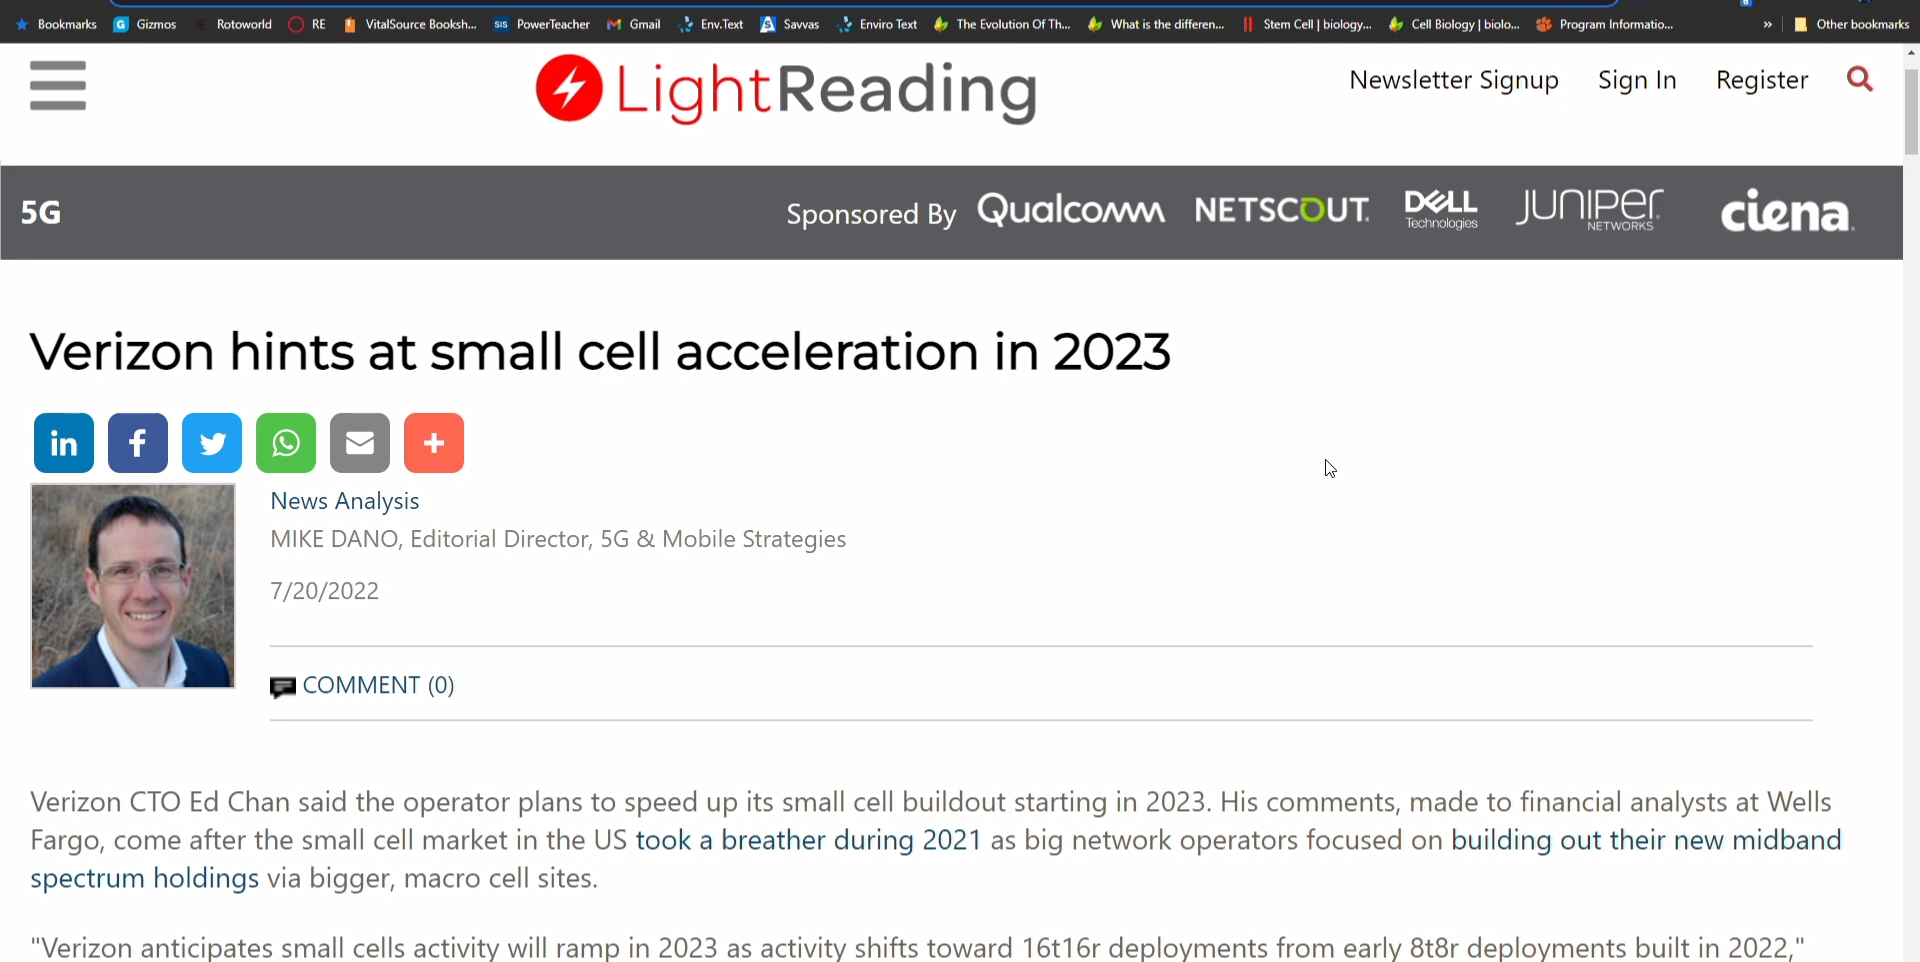 Bookmarks Gizmos Rotoworld RE VitalSource Booksh... SIS PowerTeacher Gmail Env.Text Savvas Enviro Text The Evolution Of Th... What is the differen... Stem Cell | biology... Cell Biology | biolo... Program Informatio... » Other bookmarks
LightReading
Newsletter Signup Sign In Register
5G
Sponsored By Qualcomm NETSCOUT. DELL Technologies JUNIPER NETWORKS ciena.
Verizon hints at small cell acceleration in 2023
in f
News Analysis
MIKE DANO, Editorial Director, 5G & Mobile Strategies
7/20/2022
COMMENT (0)
Verizon CTO Ed Chan said the operator plans to speed up its small cell buildout starting in 2023. His comments, made to financial analysts at Wells
Fargo, come after the small cell market in the US took a breather during 2021 as big network operators focused on building out their new midband
spectrum holdings via bigger, macro cell sites.
"Verizon anticipates small cells activity will ramp in 2023 as activity shifts toward 16t16r deployments from early 8t8r deployments built in 2022,"